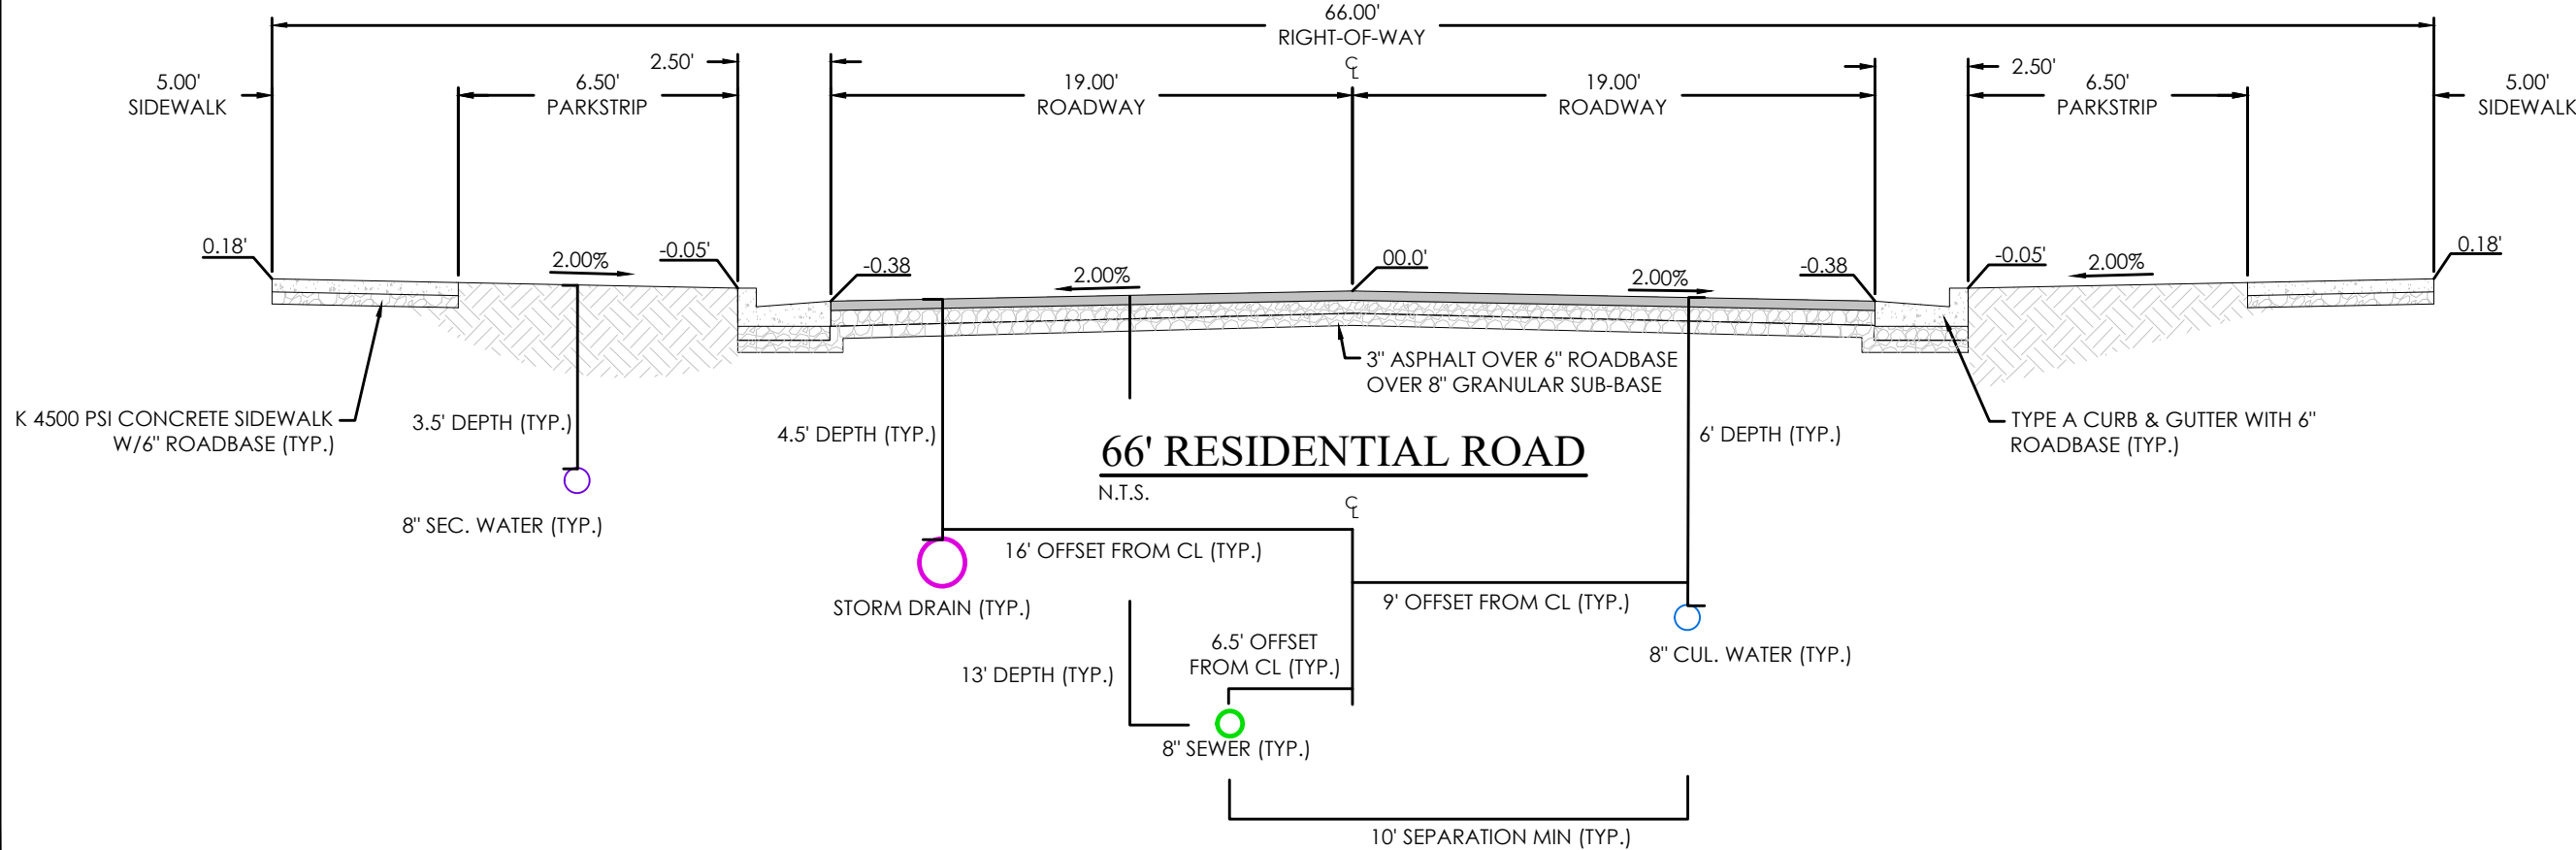 66.00'
RIGHT-OF-WAY
5.00'
SIDEWALK
6.50'
PARKSTRIP
2.50'
19.00'
ROADWAY
CL
19.00'
ROADWAY
2.50'
6.50'
PARKSTRIP
5.00'
SIDEWALK
0.18'
2.00%
-0.05'
-0.38
2.00%
00.0'
2.00%
-0.38
-0.05'
2.00%
0.18'
K 4500 PSI CONCRETE SIDEWALK
W/6" ROADBASE (TYP.)
3.5' DEPTH (TYP.)
4.5' DEPTH (TYP.)
3" ASPHALT OVER 6" ROADBASE
OVER 8" GRANULAR SUB-BASE
6' DEPTH (TYP.)
TYPE A CURB & GUTTER WITH 6"
ROADBASE (TYP.)
66' RESIDENTIAL ROAD
N.T.S.
CL
8" SEC. WATER (TYP.)
16' OFFSET FROM CL (TYP.)
STORM DRAIN (TYP.)
9' OFFSET FROM CL (TYP.)
6.5' OFFSET
FROM CL (TYP.)
13' DEPTH (TYP.)
8" CUL. WATER (TYP.)
8" SEWER (TYP.)
10' SEPARATION MIN (TYP.)